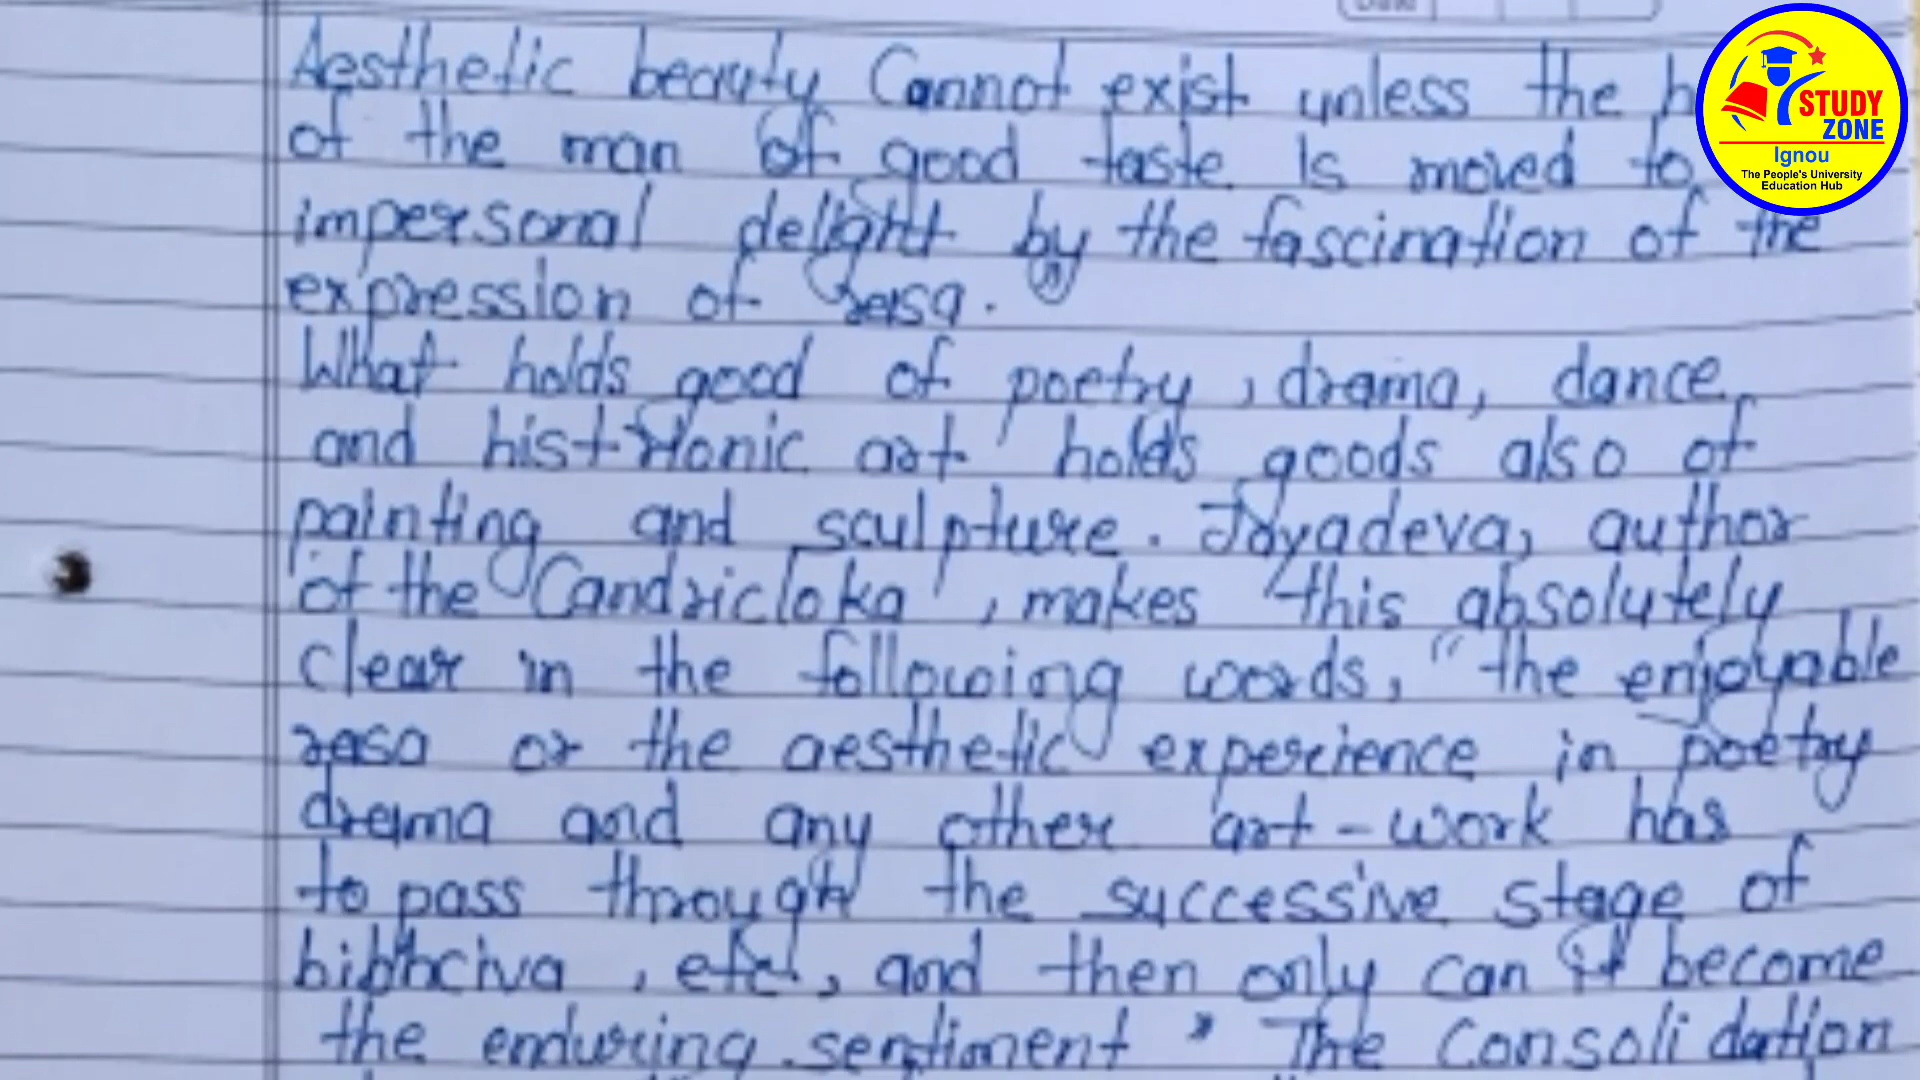 Date
Aesthetic beauty Cannot exist unless the
of the man of good taste is moved to
impersonal delight by the fascination of the
expression of rasa.
What holds good of poetry, drama, dance
and histrionic art holds goods also of
painting and sculpture. Jayadeva, author
of the Candricloka, makes this absolutely
clear in the following words, "the enjoyable
rasa or the aesthetic experience in poetry
drama and any other art-work has
to pass through the successive stage of
bibhciva, etc, and then only can it become
the enduring sentiment" The Consolidation
STUDY
ZONE
Ignou
The People's University
Education Hub